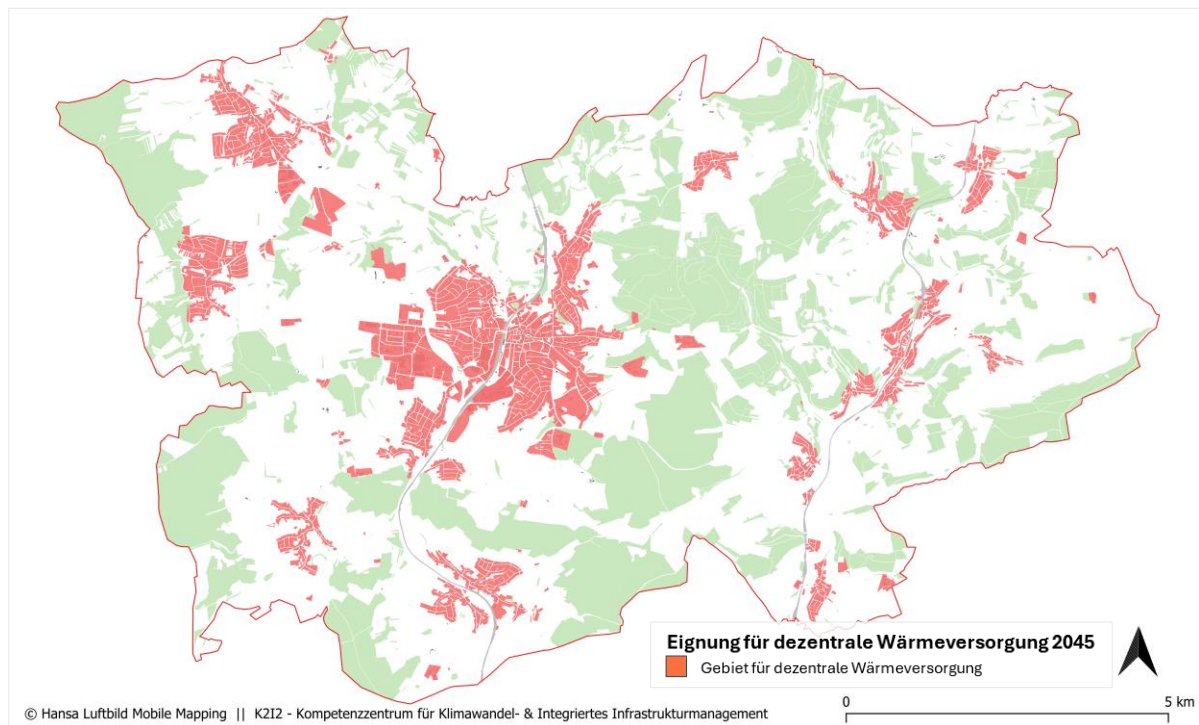 Eignung für dezentrale Wärmeversorgung 2045
Gebiet für dezentrale Wärmeversorgung
© Hansa Luftbild Mobile Mapping || K2I2 - Kompetenzzentrum für Klimawandel- & Integriertes Infrastrukturmanagement
0 5 km